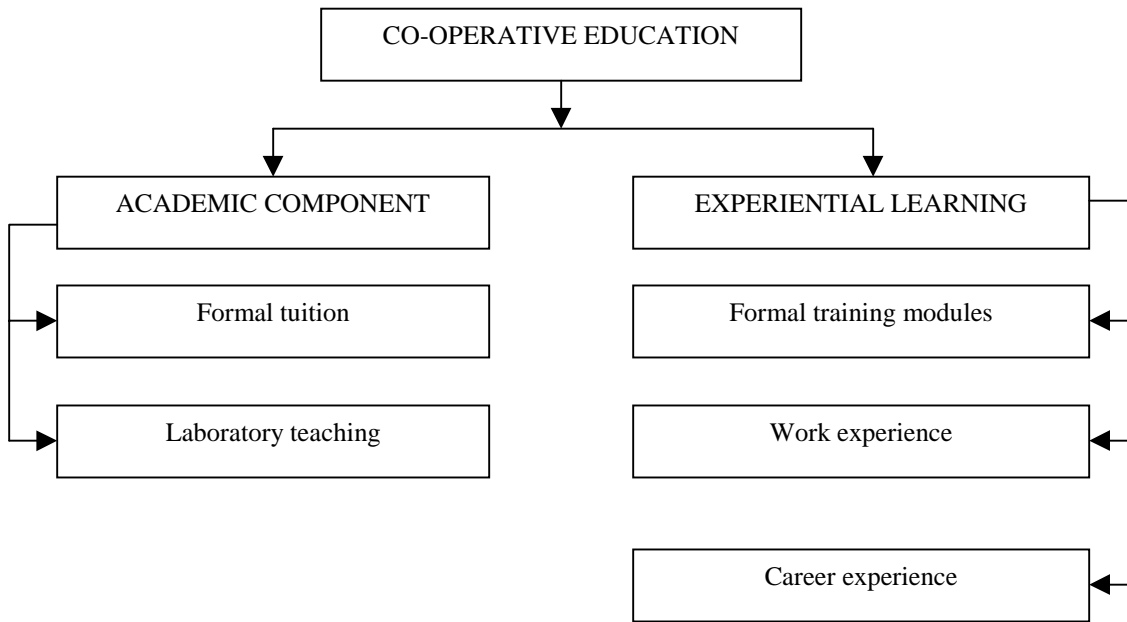 CO-OPERATIVE EDUCATION
ACADEMIC COMPONENT
EXPERIENTIAL LEARNING
Formal tuition
Formal training modules
Laboratory teaching
Work experience
Career experience